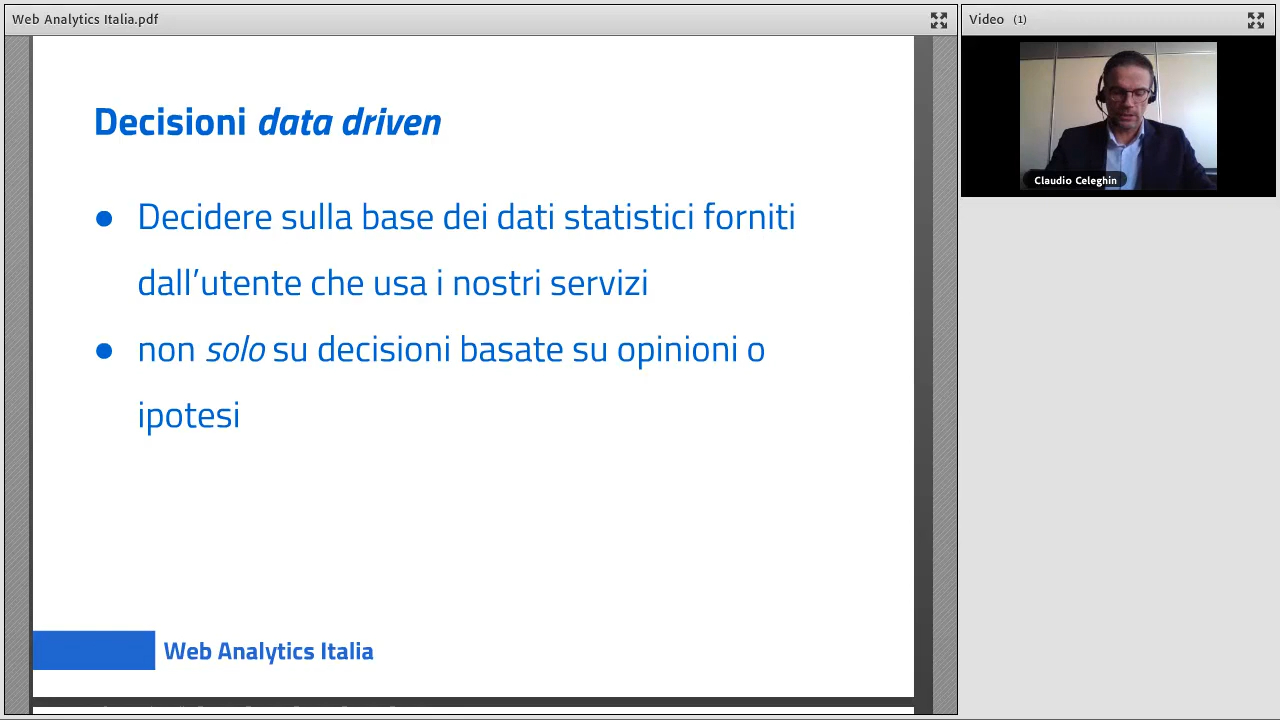 Web Analytics Italia.pdf
Video (1)
Claudio Celeghin
Decisioni data driven
● Decidere sulla base dei dati statistici forniti
dall’utente che usa i nostri servizi
● non solo su decisioni basate su opinioni o
ipotesi
Web Analytics Italia